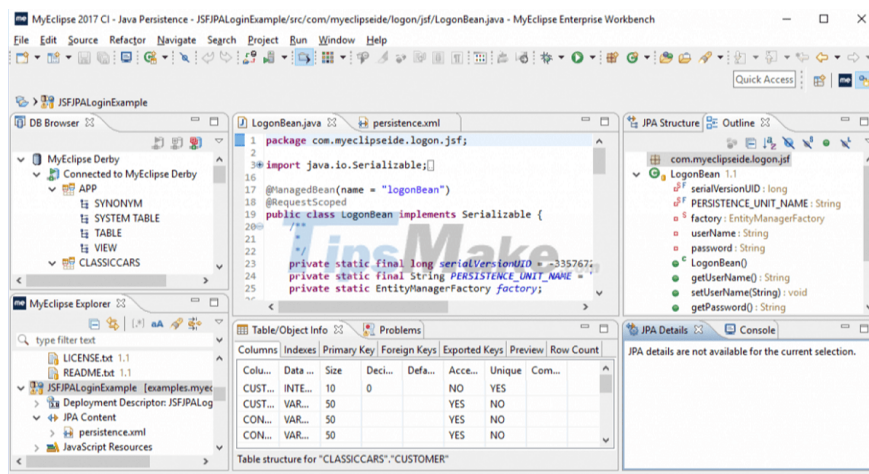 MyEclipse 2017 CI - Java Persistence - JSFJPALoginExample/src/com/myeclipseide/logon/jsf/LogonBean.java - MyEclipse Enterprise Workbench
File Edit Source Refactor Navigate Search Project Run Window Help
Quick Access
JSFJPALoginExample
DB Browser
MyEclipse Derby
Connected to MyEclipse Derby
APP
SYNONYM
SYSTEM TABLE
TABLE
VIEW
CLASSICCARS
MyEclipse Explorer
type filter text
LICENSE.txt 1.1
README.txt 1.1
JSFJPALoginExample [examples.myec
Deployment Descriptor: JSFJPALog
JPA Content
persistence.xml
JavaScript Resources
LogonBean.java persistence.xml
1 package com.myeclipseide.logon.jsf;
2
3 import java.io.Serializable;
16
17 @ManagedBean(name = "logonBean")
18 @RequestScoped
19 public class LogonBean implements Serializable {
20 /**
21 *
22 */
23 private static final long serialVersionUID = -3357672
24 private static final String PERSISTENCE_UNIT_NAME =
25 private static EntityManagerFactory factory;
TipsMake
.com
Table/Object Info Problems
Columns Indexes Primary Key Foreign Keys Exported Keys Preview Row Count
Colu... Data ... Size Deci... Defa... Acce... Unique Com...
CUST... INTE... 10 0 NO YES
CUST... VAR... 50 YES NO
CON... VAR... 50 YES NO
CON... VAR... 50 YES NO
Table structure for "CLASSICCARS"."CUSTOMER"
JPA Structure Outline
com.myeclipseide.logon.jsf
LogonBean 1.1
serialVersionUID : long
PERSISTENCE_UNIT_NAME : String
factory : EntityManagerFactory
userName : String
password : String
LogonBean()
getUserName() : String
setUserName(String) : void
getPassword() : String
JPA Details Console
JPA details are not available for the current selection.